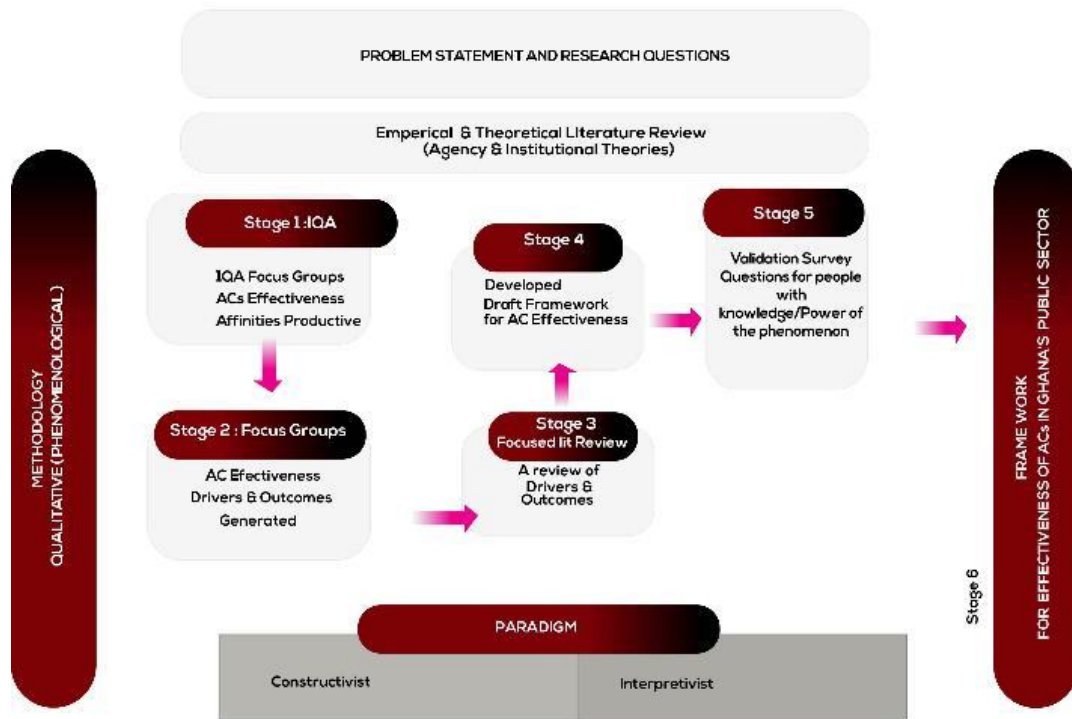 PROBLEM STATEMENT AND RESEARCH QUESTIONS
Emperical & Theoretical Literature Review
(Agency & Institutional Theories)
METHODOLOGY
QUALITATIVE (PHENOMENOLOGICAL)
Stage 1 :IQA
IQA Focus Groups
ACs Effectiveness
Affinities Productive
Stage 2 : Focus Groups
AC Efectiveness
Drivers & Outcomes
Generated
Stage 3
Focused lit Review
A review of
Drivers &
Outcomes
Stage 4
Developed
Draft Framework
for AC Effectiveness
Stage 5
Validation Survey
Questions for people
with
knowledge/Power of
the phenomenon
Stage 6
FRAME WORK
FOR EFFECTIVENESS OF ACs IN GHANA'S PUBLIC SECTOR
PARADIGM
Constructivist
Interpretivist